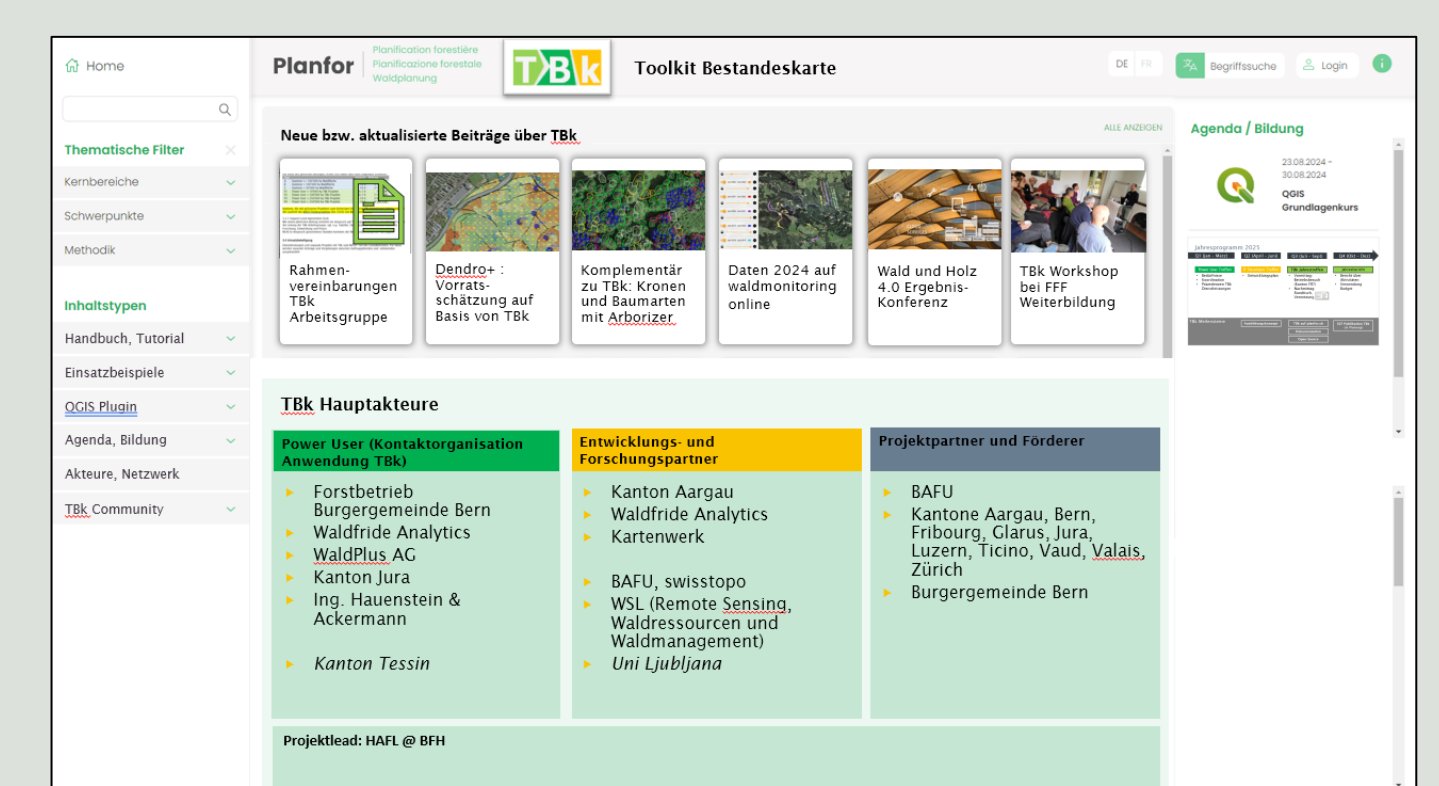 Home
Planfor
Planification forestière
Pianificazione forestale
Waldplanung
TBk
Toolkit Bestandeskarte
DE FR
Begriffssuche
Login
Thematische Filter
Kernbereiche
Schwerpunkte
Methodik
Inhaltstypen
Handbuch, Tutorial
Einsatzbeispiele
QGIS Plugin
Agenda, Bildung
Akteure, Netzwerk
TBk Community
Neue bzw. aktualisierte Beiträge über TBk
ALLE ANZEIGEN
Rahmen-
vereinbarungen
TBk
Arbeitsgruppe
Dendro+ :
Vorrats-
schätzung auf
Basis von TBk
Komplementär
zu TBk: Kronen
und Baumarten
mit Arborizer
Daten 2024 auf
waldmonitoring
online
Wald und Holz
4.0 Ergebnis-
Konferenz
TBk Workshop
bei FFF
Weiterbildung
Agenda / Bildung
23.08.2024 –
30.08.2024
QGIS
Grundlagenkurs
Jahresprogramm 2025
TBk Hauptakteure
Power User (Kontaktorganisation
Anwendung TBk)
Forstbetrieb
Burgergemeinde Bern
Waldfride Analytics
WaldPlus AG
Kanton Jura
Ing. Hauenstein &
Ackermann
Kanton Tessin
Entwicklungs- und
Forschungspartner
Kanton Aargau
Waldfride Analytics
Kartenwerk
BAFU, swisstopo
WSL (Remote Sensing,
Waldressourcen und
Waldmanagement)
Uni Ljubljana
Projektpartner und Förderer
BAFU
Kantone Aargau, Bern,
Fribourg, Glarus, Jura,
Luzern, Ticino, Vaud, Valais,
Zürich
Burgergemeinde Bern
Projektlead: HAFL @ BFH